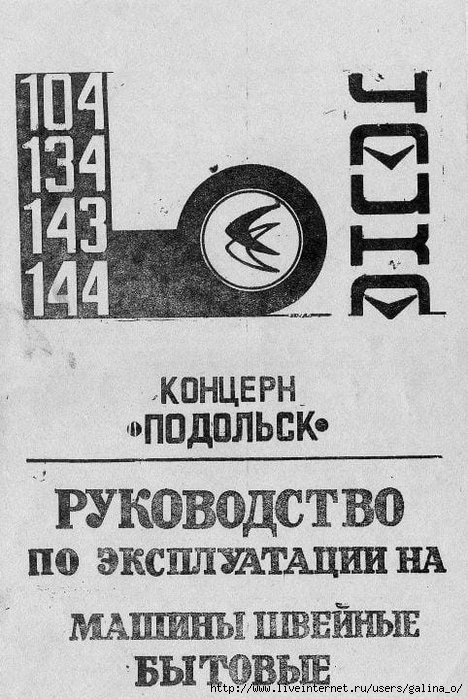 104
134
143
144
КОНЦЕРН
«ПОДОЛЬСК»
РУКОВОДСТВО
ПО ЭКСПЛУАТАЦИИ НА
МАШИНЫ ШВЕЙНЫЕ
БЫТОВЫЕ
http://www.liveinternet.ru/users/galina_o/